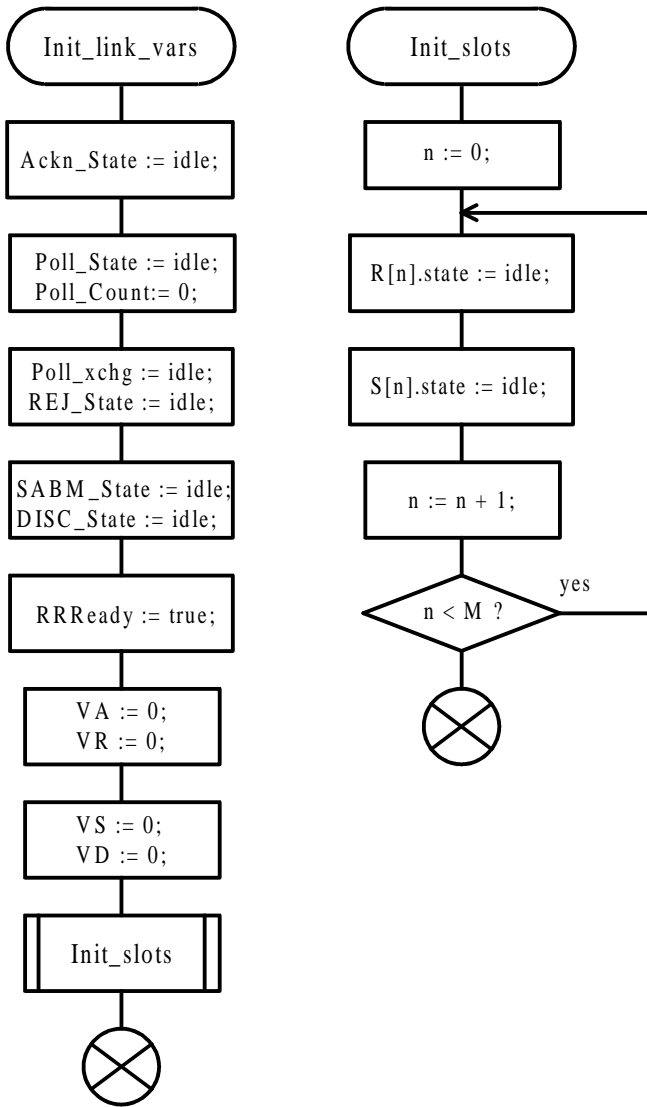 Init_link_vars
Ackn_State := idle;
Poll_State := idle;
Poll_Count:= 0;
Poll_xchg := idle;
REJ_State := idle;
SABM_State := idle;
DISC_State := idle;
RRReady := true;
VA := 0;
VR := 0;
VS := 0;
VD := 0;
Init_slots
Init_slots
n := 0;
R[n].state := idle;
S[n].state := idle;
n := n + 1;
n < M ?
yes